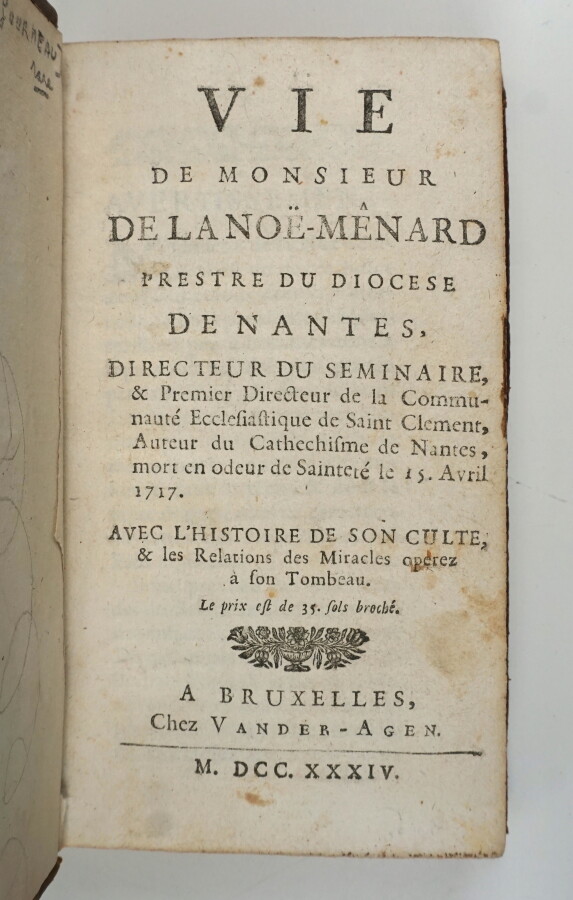 VIE
DE MONSIEUR
DE LA NOË-MÊNARD
PRESTRE DU DIOCESE
DE NANTES,
DIRECTEUR DU SEMINAIRE,
& Premier Directeur de la Commu-
nauté Ecclesiaſtique de Saint Clement,
Auteur du Cathechiſme de Nantes,
mort en odeur de Sainteté le 15. Avril
1717.
AVEC L'HISTOIRE DE SON CULTE,
& les Relations des Miracles operez
à ſon Tombeau.
Le prix eſt de 35. ſols broché.
A BRUXELLES,
Chez VANDER-AGEN.
M. DCC. XXXIV.